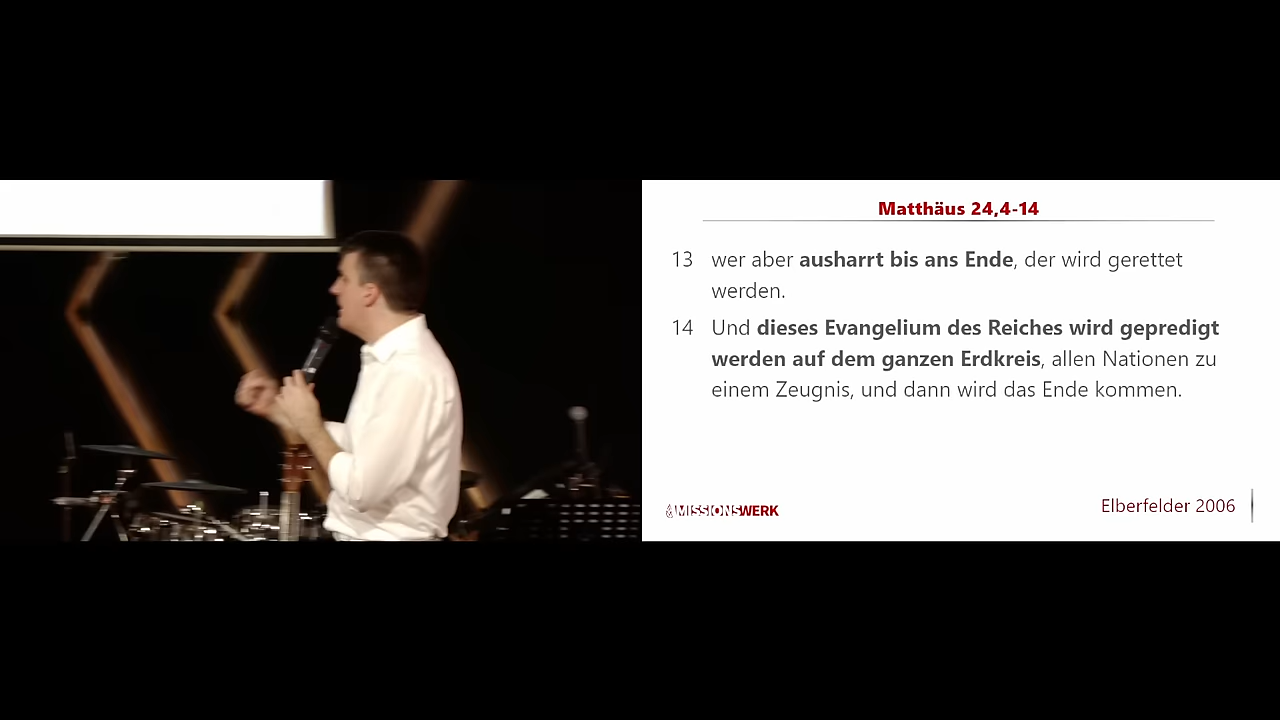 Matthäus 24,4-14
13 wer aber ausharrt bis ans Ende, der wird gerettet
werden.
14 Und dieses Evangelium des Reiches wird gepredigt
werden auf dem ganzen Erdkreis, allen Nationen zu
einem Zeugnis, und dann wird das Ende kommen.
MISSIONSWERK
Elberfelder 2006